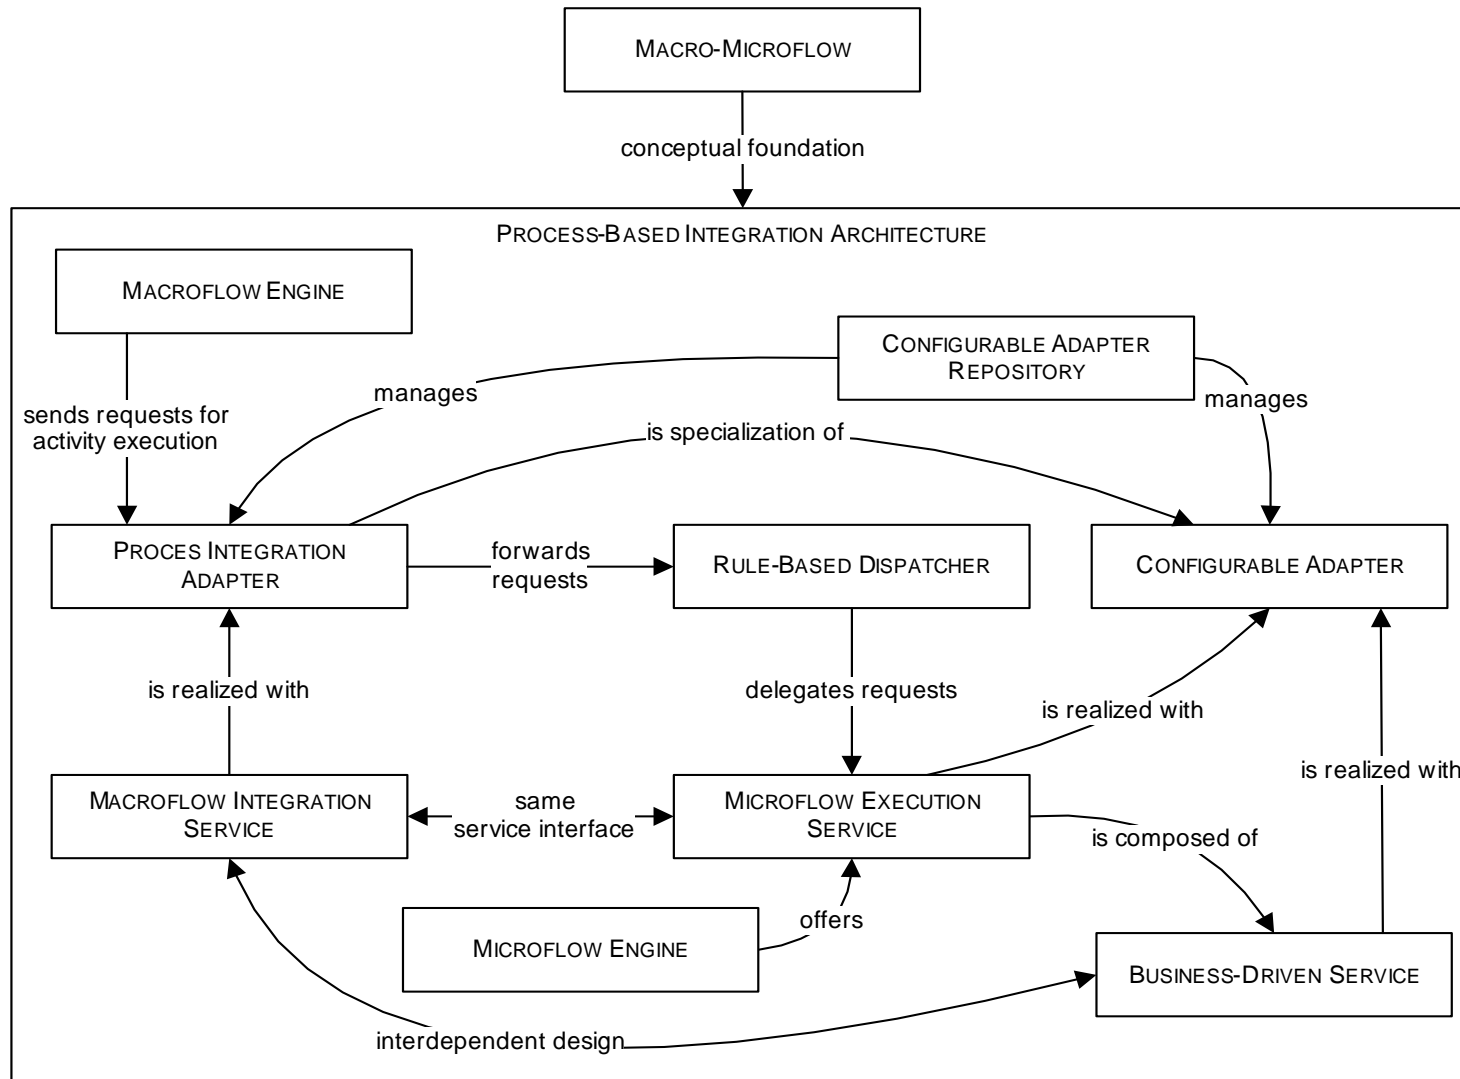 MACRO-MICROFLOW
conceptual foundation
PROCESS-BASED INTEGRATION ARCHITECTURE
MACROFLOW ENGINE
CONFIGURABLE ADAPTER
REPOSITORY
manages
manages
sends requests for
activity execution
is specialization of
PROCES INTEGRATION
ADAPTER
forwards
requests
RULE-BASED DISPATCHER
CONFIGURABLE ADAPTER
is realized with
delegates requests
is realized with
is realized with
MACROFLOW INTEGRATION
SERVICE
same
service interface
MICROFLOW EXECUTION
SERVICE
is composed of
MICROFLOW ENGINE
offers
BUSINESS-DRIVEN SERVICE
interdependent design